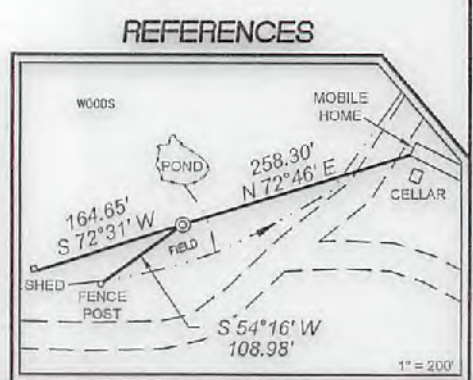 REFERENCES
WOODS
MOBILE
HOME
POND
258.30'
N 72°46' E
CELLAR
164.65'
S 72°31' W
FIELD
SHED
FENCE
POST
S 54°16' W
108.98'
1" = 200'